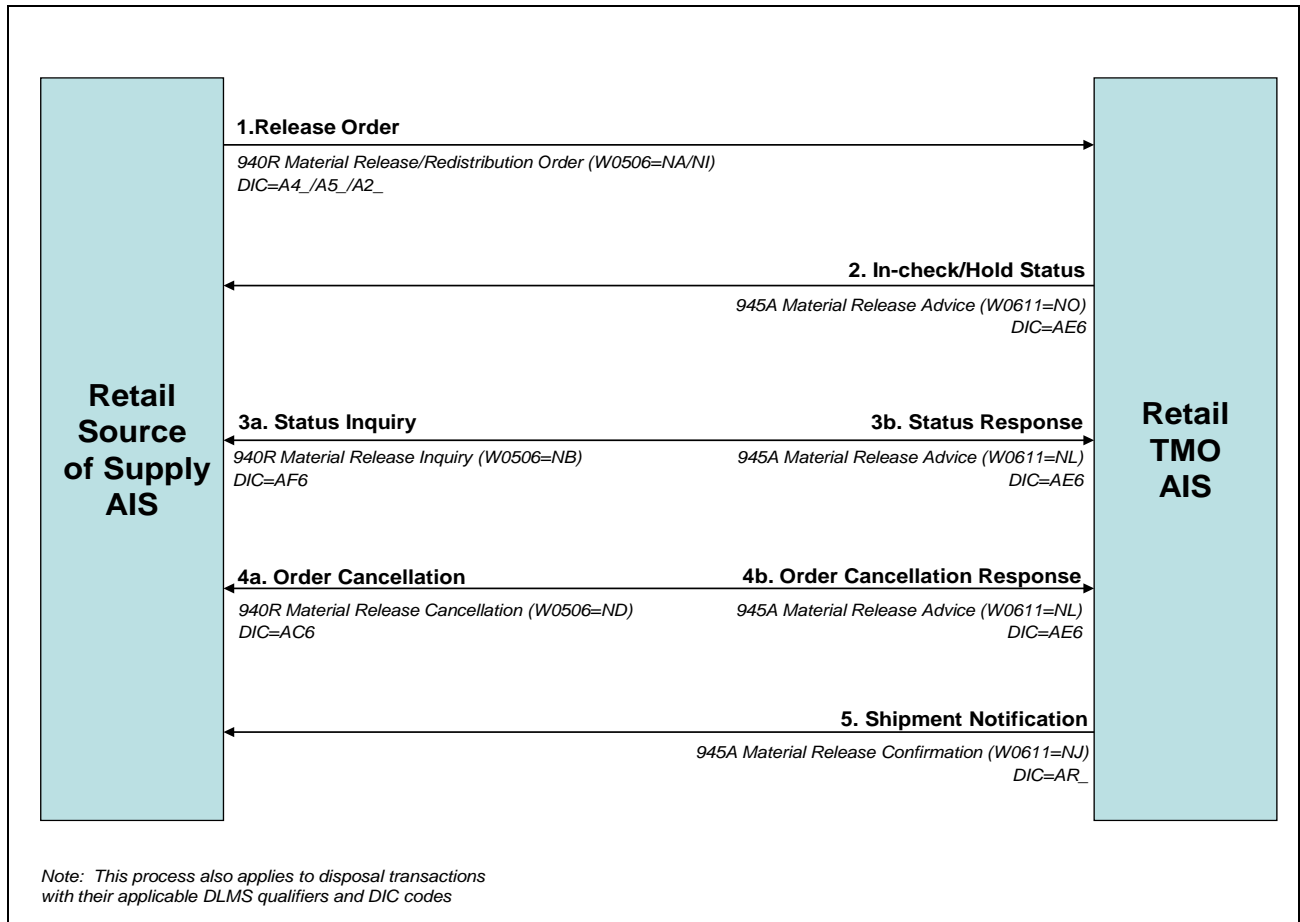 Retail
Source
of Supply
AIS
1.Release Order
940R Material Release/Redistribution Order (W0506=NA/NI)
DIC=A4_/A5_/A2_
2. In-check/Hold Status
945A Material Release Advice (W0611=NO)
DIC=AE6
3a. Status Inquiry
940R Material Release Inquiry (W0506=NB)
DIC=AF6
3b. Status Response
945A Material Release Advice (W0611=NL)
DIC=AE6
4a. Order Cancellation
940R Material Release Cancellation (W0506=ND)
DIC=AC6
4b. Order Cancellation Response
945A Material Release Advice (W0611=NL)
DIC=AE6
5. Shipment Notification
945A Material Release Confirmation (W0611=NJ)
DIC=AR_
Retail
TMO
AIS
Note: This process also applies to disposal transactions
with their applicable DLMS qualifiers and DIC codes